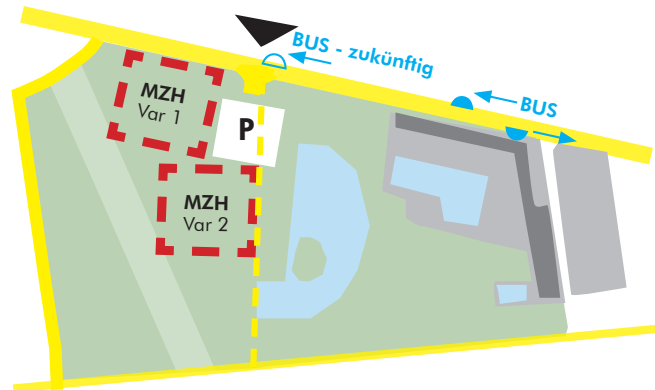 BUS - zukünftig
BUS
MZH
Var 1
P
MZH
Var 2